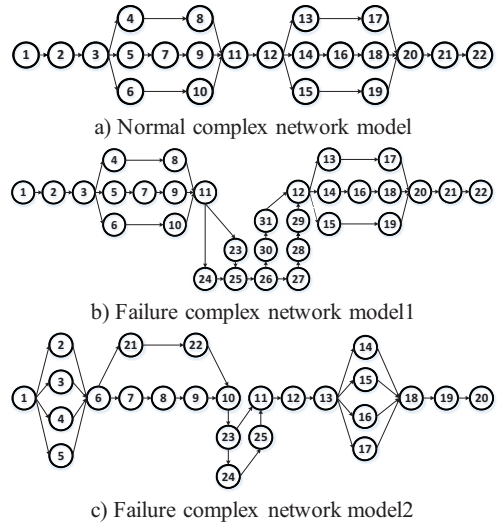 4 8 13 17
1 2 3 5 7 9 11 12 14 16 18 20 21 22
6 10 15 19
a) Normal complex network model
4 8 13 17
1 2 3 5 7 9 11 12 14 16 18 20 21 22
6 10 31 29 15 19
23 30 28
24 25 26 27
b) Failure complex network model1
2 21 22 14
3 15
1 6 7 8 9 10 11 12 13 18 19 20
4 16
5 23 25 17
24
c) Failure complex network model2